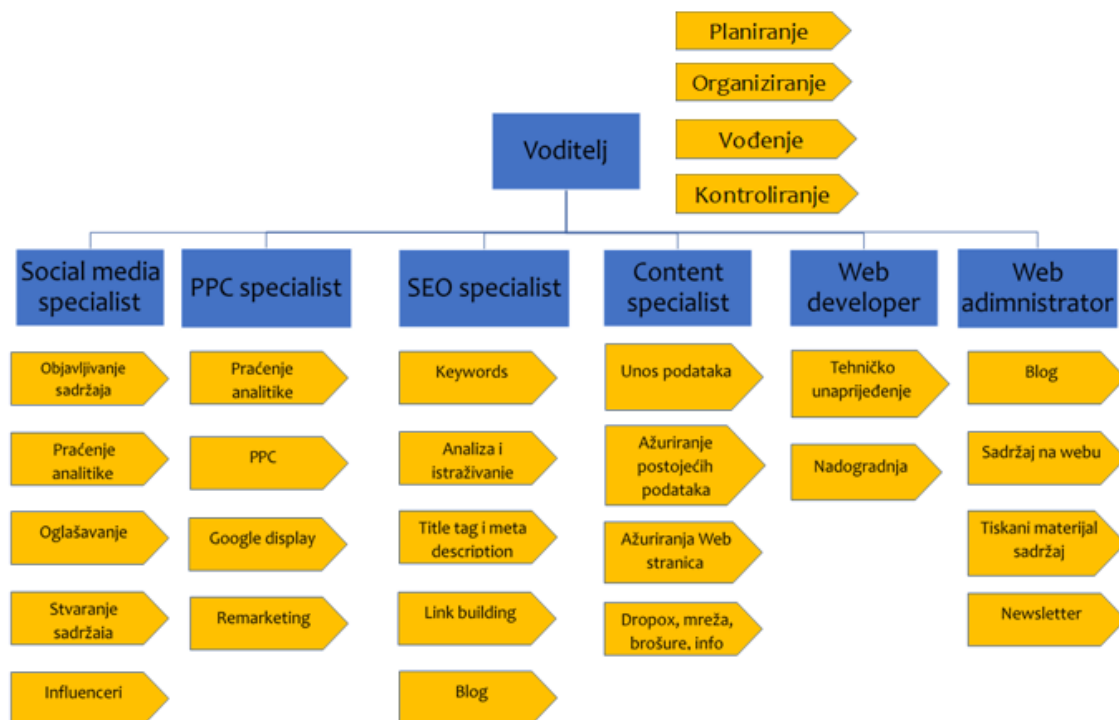 Planiranje
Organiziranje
Vođenje
Kontroliranje
Voditelj
Social media
specialist
PPC specialist
SEO specialist
Content
specialist
Web
developer
Web
adimnistrator
Objavljivanje
sadržaja
Praćenje
analitike
Oglašavanje
Stvaranje
sadržaia
Influenceri
Praćenje
analitike
PPC
Google display
Remarketing
Keywords
Analiza i
istraživanje
Title tag i meta
description
Link building
Blog
Unos podataka
Ažuriranje
postojećih
podataka
Ažuriranja Web
stranica
Dropox, mreža,
brošure, info
Tehničko
unaprijeđenje
Nadogradnja
Blog
Sadržaj na webu
Tiskani materijal
sadržaj
Newsletter